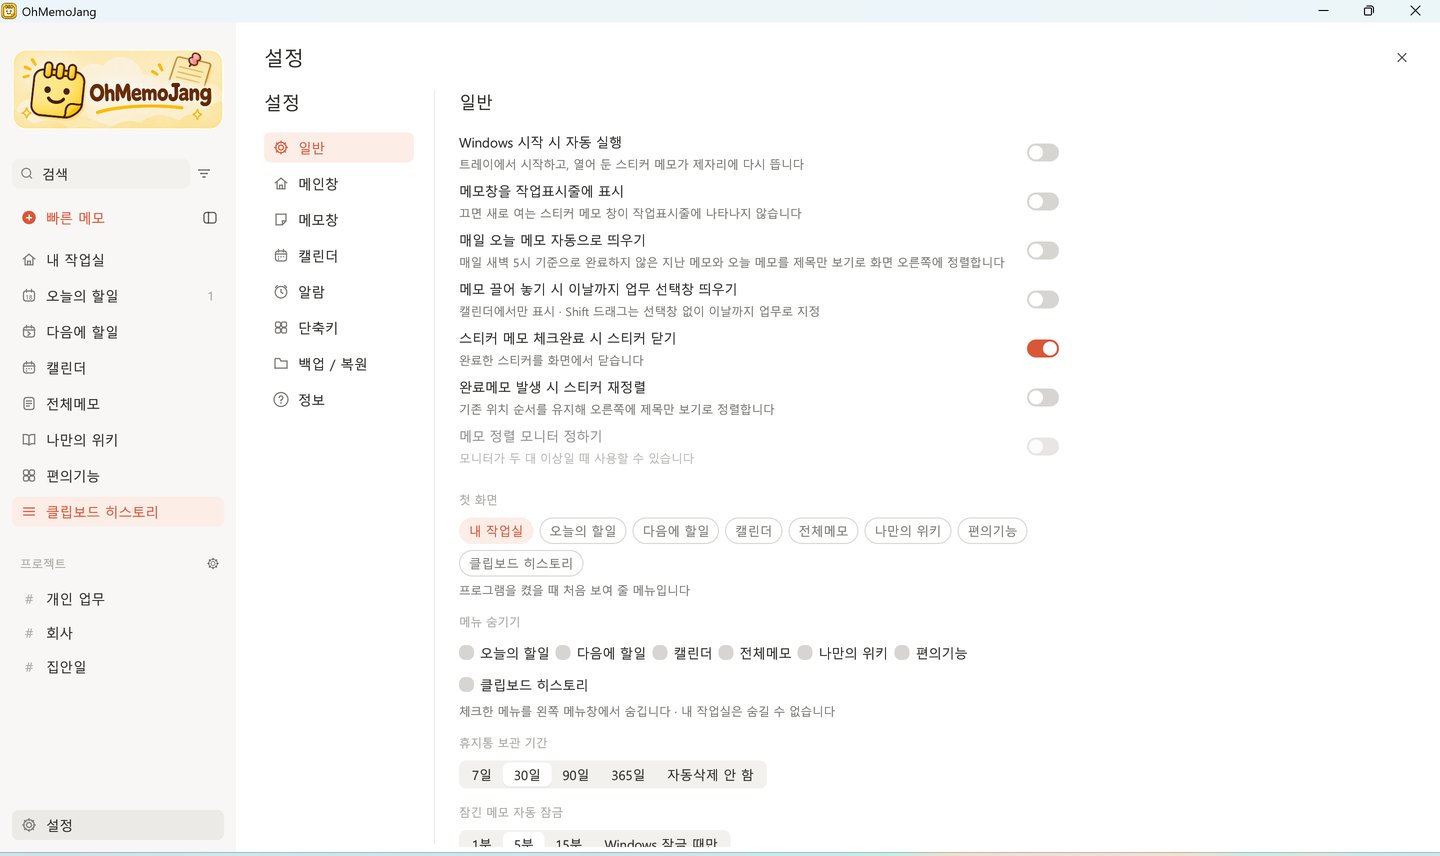 OhMemoJang
OhMemoJang
검색
빠른 메모
내 작업실
오늘의 할일 1
다음에 할일
캘린더
전체메모
나만의 위키
편의기능
클립보드 히스토리
프로젝트
# 개인 업무
# 회사
# 집안일
설정
설정
설정
일반
메인창
메모창
캘린더
알람
단축키
백업 / 복원
정보
일반
Windows 시작 시 자동 실행
트레이에서 시작하고, 열어 둔 스티커 메모가 제자리에 다시 뜹니다
메모창을 작업표시줄에 표시
끄면 새로 여는 스티커 메모 창이 작업표시줄에 나타나지 않습니다
매일 오늘 메모 자동으로 띄우기
매일 새벽 5시 기준으로 완료하지 않은 지난 메모와 오늘 메모를 제목만 보기로 화면 오른쪽에 정렬합니다
메모 끌어 놓기 시 이날까지 업무 선택창 띄우기
캘린더에서만 표시 · Shift 드래그는 선택창 없이 이날까지 업무로 지정
스티커 메모 체크완료 시 스티커 닫기
완료한 스티커를 화면에서 닫습니다
완료메모 발생 시 스티커 재정렬
기존 위치 순서를 유지해 오른쪽에 제목만 보기로 정렬합니다
메모 정렬 모니터 정하기
모니터가 두 대 이상일 때 사용할 수 있습니다
첫 화면
내 작업실 오늘의 할일 다음에 할일 캘린더 전체메모 나만의 위키 편의기능
클립보드 히스토리
프로그램을 켰을 때 처음 보여 줄 메뉴입니다
메뉴 숨기기
오늘의 할일 다음에 할일 캘린더 전체메모 나만의 위키 편의기능
클립보드 히스토리
체크한 메뉴를 왼쪽 메뉴창에서 숨깁니다 · 내 작업실은 숨길 수 없습니다
휴지통 보관 기간
7일 30일 90일 365일 자동삭제 안 함
잠긴 메모 자동 잠금
1분 5분 15분 Windows 잠금 때만